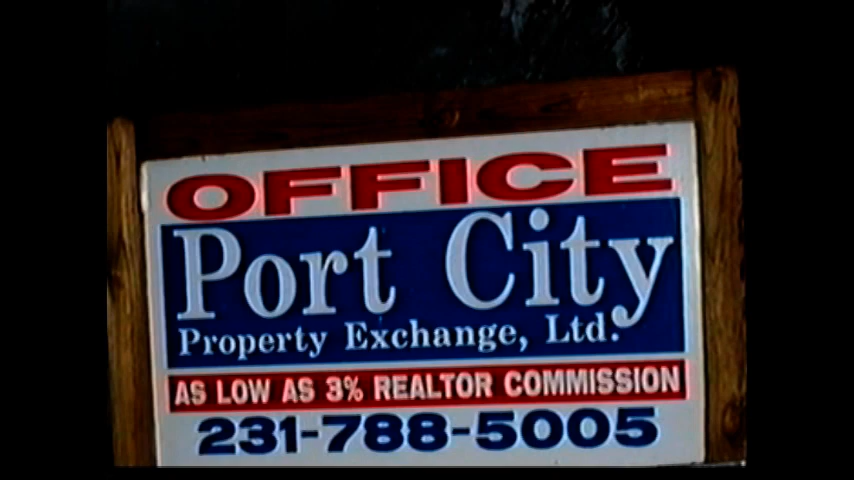 OFFICE
Port City
Property Exchange, Ltd.
AS LOW AS 3% REALTOR COMMISSION
231-788-5005